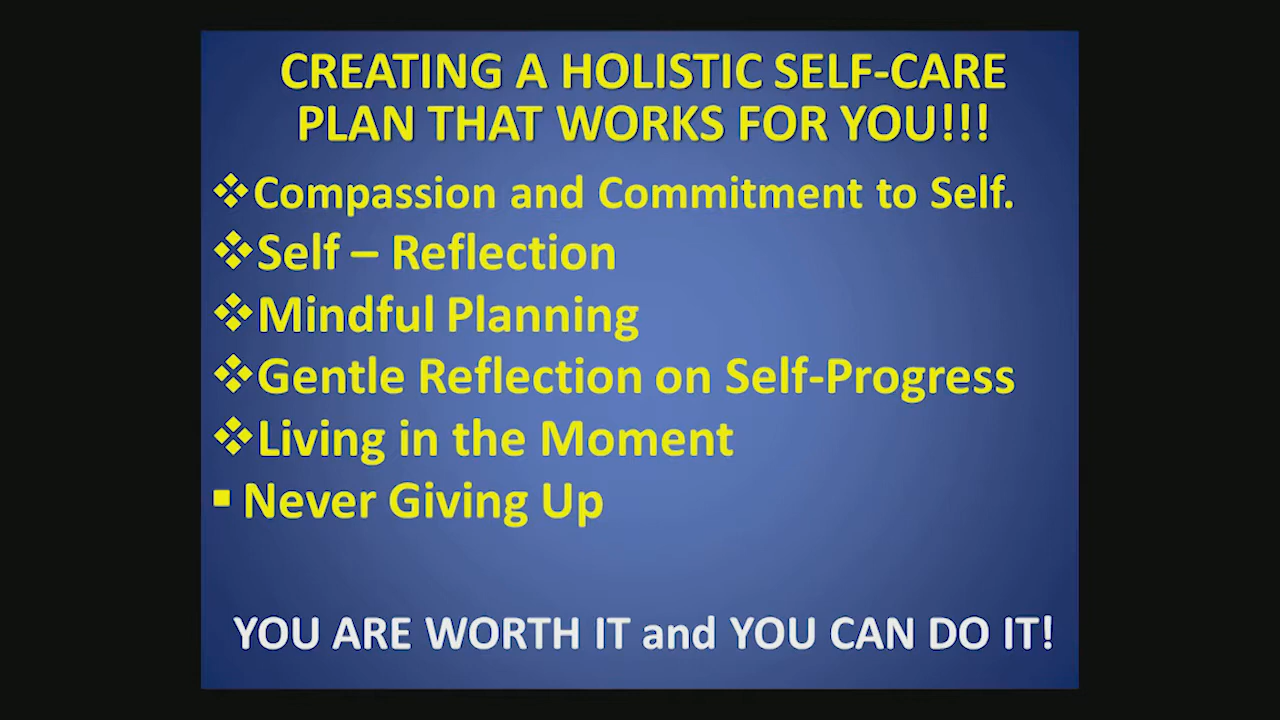 CREATING A HOLISTIC SELF-CARE
PLAN THAT WORKS FOR YOU!!!
❖Compassion and Commitment to Self.
❖Self – Reflection
❖Mindful Planning
❖Gentle Reflection on Self-Progress
❖Living in the Moment
▪ Never Giving Up
YOU ARE WORTH IT and YOU CAN DO IT!